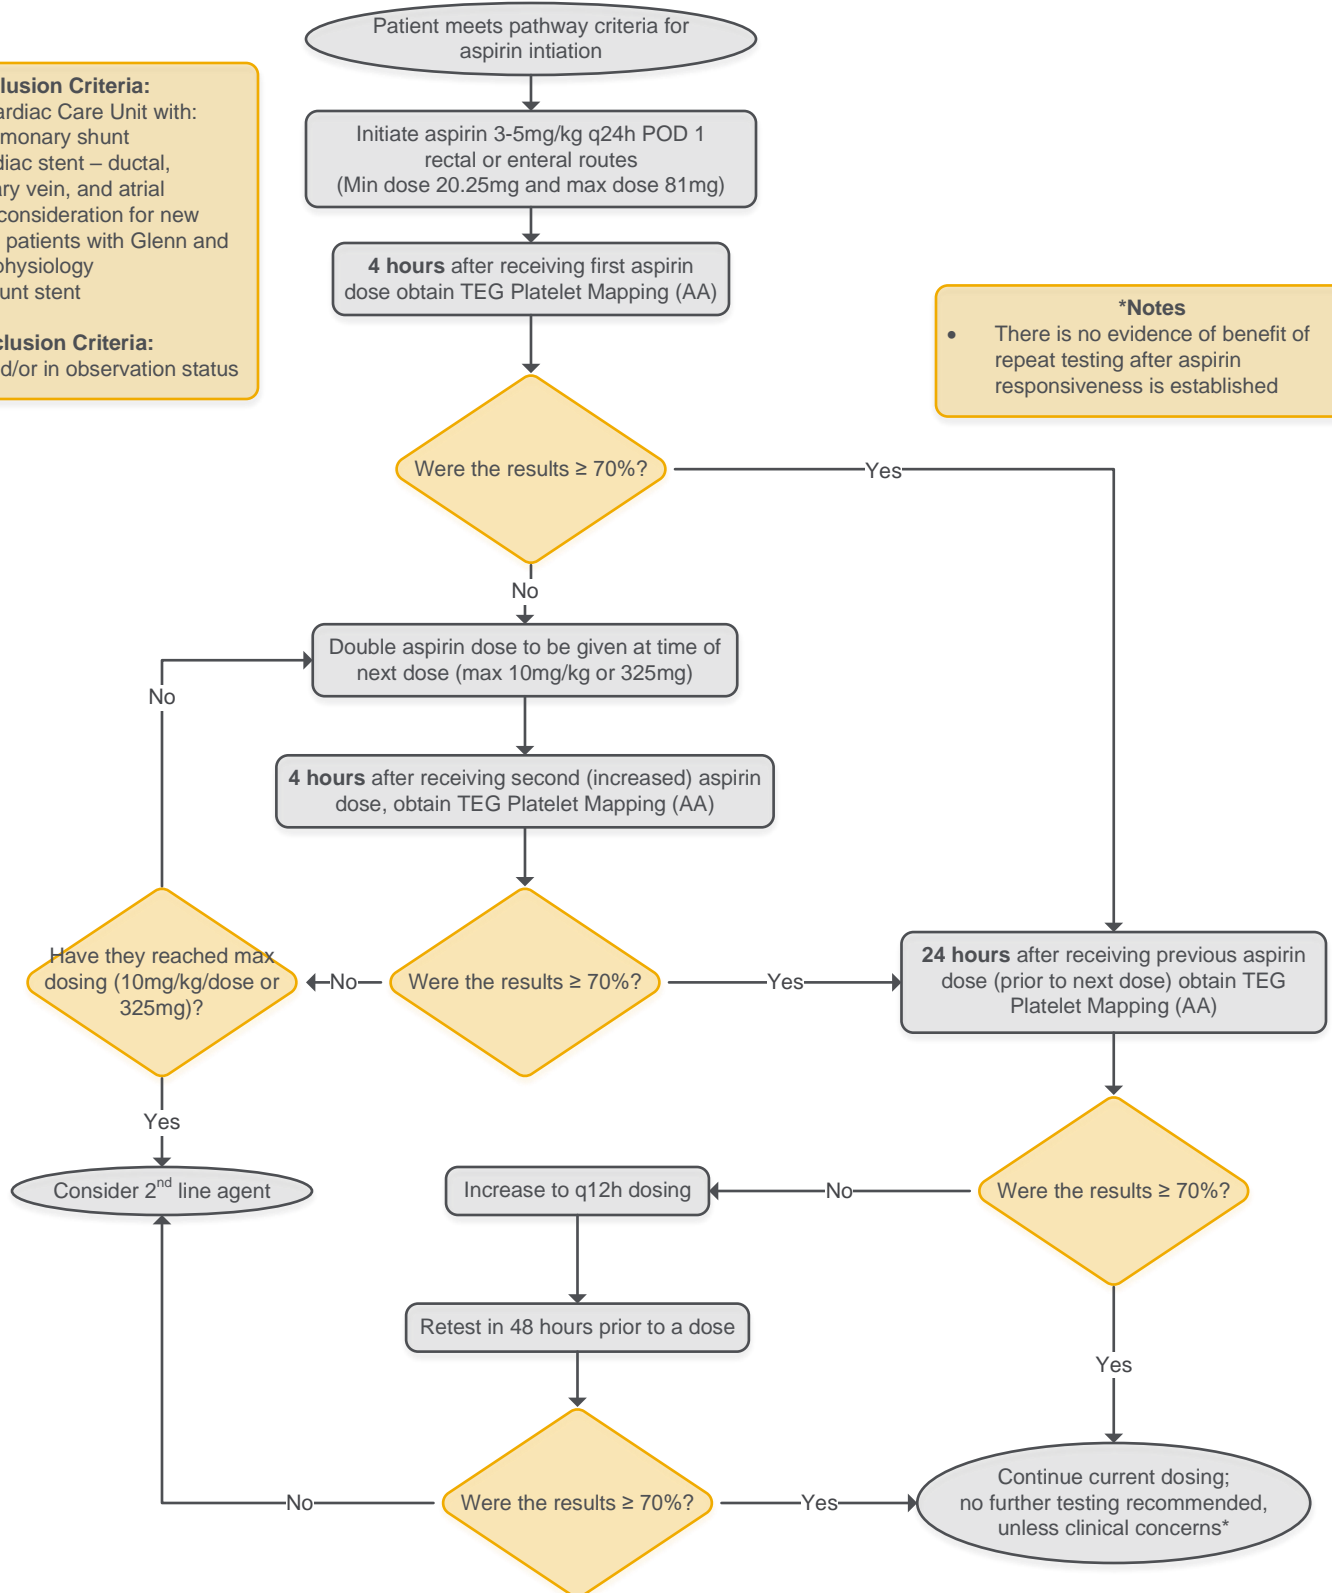 Patient meets pathway criteria for
aspirin intiation
lusion Criteria:
ardiac Care Unit with:
monary shunt
diac stent – ductal,
ary vein, and atrial
consideration for new
patients with Glenn and
physiology
unt stent
clusion Criteria:
d/or in observation status
Initiate aspirin 3-5mg/kg q24h POD 1
rectal or enteral routes
(Min dose 20.25mg and max dose 81mg)
4 hours after receiving first aspirin
dose obtain TEG Platelet Mapping (AA)
*Notes
• There is no evidence of benefit of
repeat testing after aspirin
responsiveness is established
Were the results ≥ 70%?
Yes
No
Double aspirin dose to be given at time of
next dose (max 10mg/kg or 325mg)
No
4 hours after receiving second (increased) aspirin
dose, obtain TEG Platelet Mapping (AA)
Have they reached max
dosing (10mg/kg/dose or
325mg)?
No
Were the results ≥ 70%?
Yes
24 hours after receiving previous aspirin
dose (prior to next dose) obtain TEG
Platelet Mapping (AA)
Yes
Consider 2nd line agent
Increase to q12h dosing
No
Were the results ≥ 70%?
Retest in 48 hours prior to a dose
Yes
No
Were the results ≥ 70%?
Yes
Continue current dosing;
no further testing recommended,
unless clinical concerns*